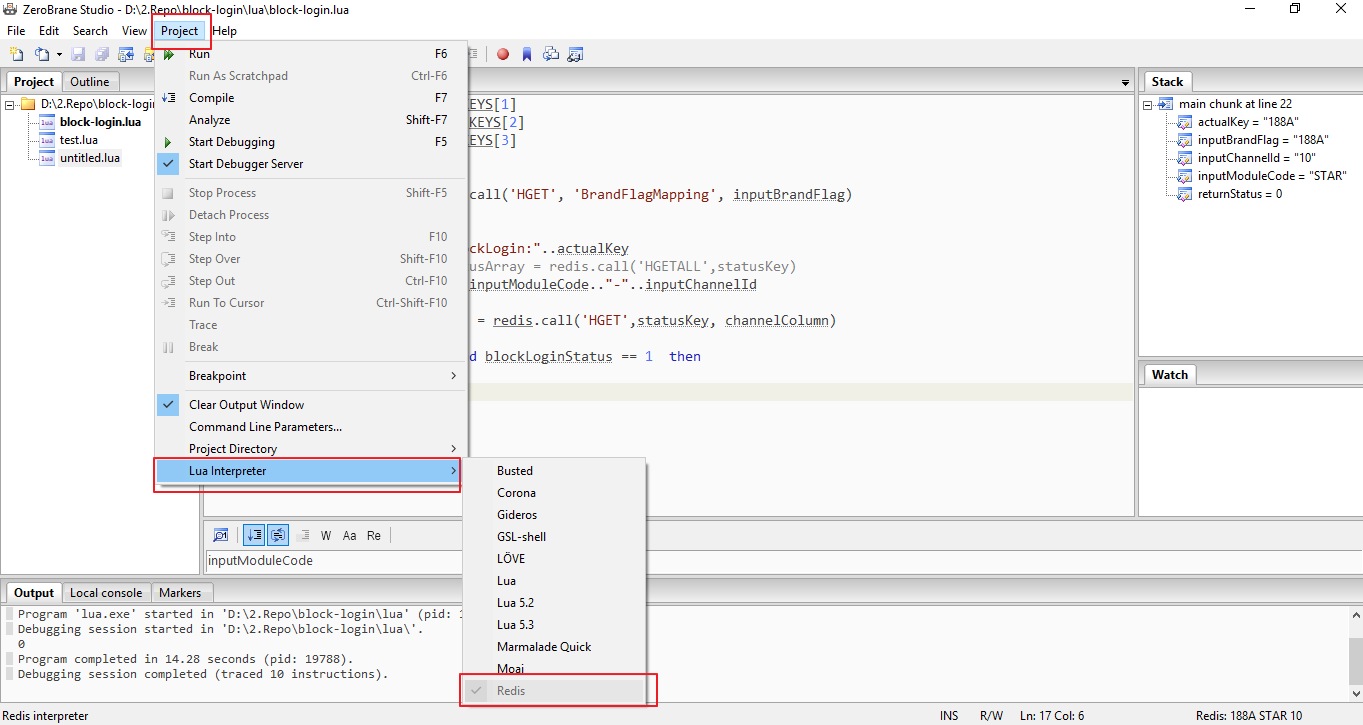 ZeroBrane Studio - D:\2.Repo\block-login\lua\block-login.lua
File Edit Search View Project Help
Project Outline
D:\2.Repo\block-login
block-login.lua
test.lua
untitled.lua
Run F6
Run As Scratchpad Ctrl-F6
Compile F7
Analyze Shift-F7
Start Debugging F5
Start Debugger Server
Stop Process Shift-F5
Detach Process
Step Into F10
Step Over Shift-F10
Step Out Ctrl-F10
Run To Cursor Ctrl-Shift-F10
Trace
Break
Breakpoint
Clear Output Window
Command Line Parameters...
Project Directory
Lua Interpreter
Busted
Corona
Gideros
GSL-shell
LÖVE
Lua
Lua 5.2
Lua 5.3
Marmalade Quick
Moai
Redis
EYS[1]
KEYS[2]
EYS[3]
call('HGET', 'BrandFlagMapping', inputBrandFlag)
ckLogin:"..actualKey
usArray = redis.call('HGETALL',statusKey)
inputModuleCode.."-"..inputChannelId
= redis.call('HGET',statusKey, channelColumn)
d blockLoginStatus == 1 then
Stack
main chunk at line 22
actualKey = "188A"
inputBrandFlag = "188A"
inputChannelId = "10"
inputModuleCode = "STAR"
returnStatus = 0
Watch
W Aa Re
inputModuleCode
Output Local console Markers
Program 'lua.exe' started in 'D:\2.Repo\block-login\lua' (pid: 1
Debugging session started in 'D:\2.Repo\block-login\lua\'.
0
Program completed in 14.28 seconds (pid: 19788).
Debugging session completed (traced 10 instructions).
Redis interpreter INS R/W Ln: 17 Col: 6 Redis: 188A STAR 10